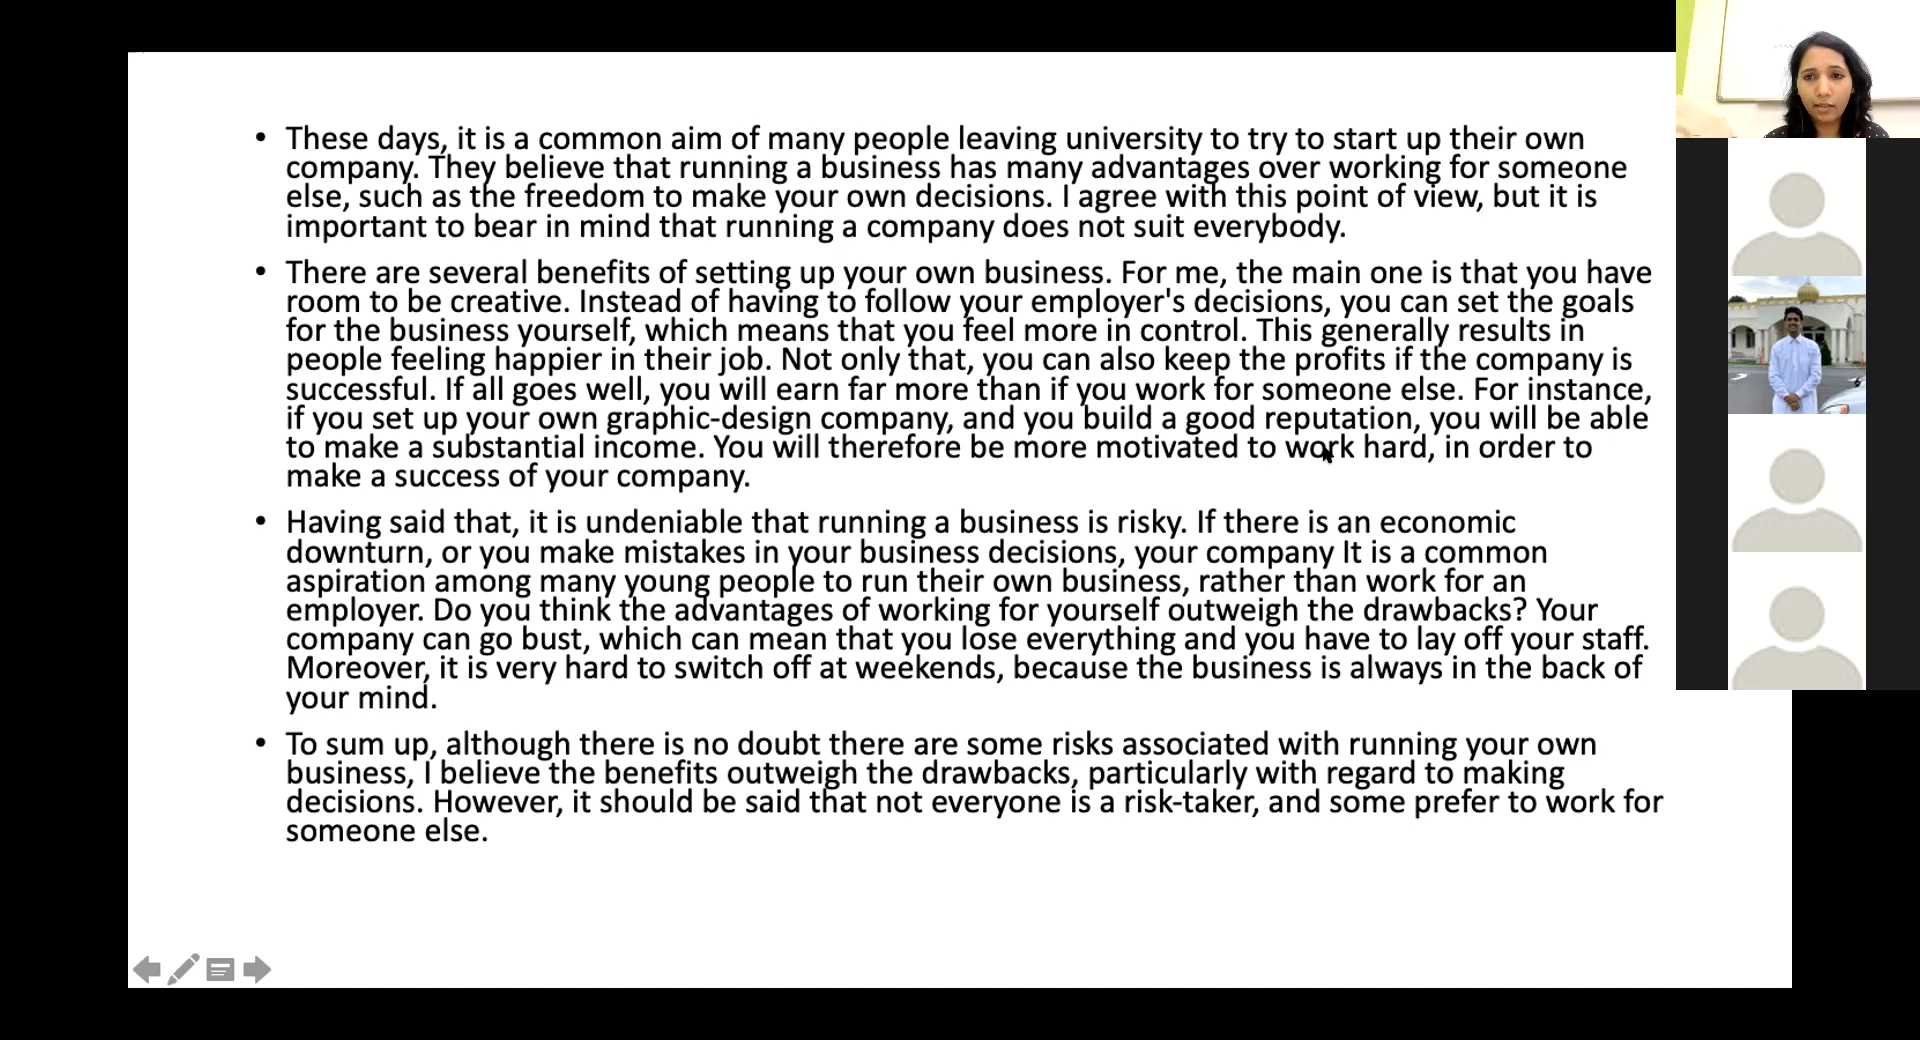 • These days, it is a common aim of many people leaving university to try to start up their own
company. They believe that running a business has many advantages over working for someone
else, such as the freedom to make your own decisions. I agree with this point of view, but it is
important to bear in mind that running a company does not suit everybody.
• There are several benefits of setting up your own business. For me, the main one is that you have
room to be creative. Instead of having to follow your employer's decisions, you can set the goals
for the business yourself, which means that you feel more in control. This generally results in
people feeling happier in their job. Not only that, you can also keep the profits if the company is
successful. If all goes well, you will earn far more than if you work for someone else. For instance,
if you set up your own graphic-design company, and you build a good reputation, you will be able
to make a substantial income. You will therefore be more motivated to work hard, in order to
make a success of your company.
• Having said that, it is undeniable that running a business is risky. If there is an economic
downturn, or you make mistakes in your business decisions, your company It is a common
aspiration among many young people to run their own business, rather than work for an
employer. Do you think the advantages of working for yourself outweigh the drawbacks? Your
company can go bust, which can mean that you lose everything and you have to lay off your staff.
Moreover, it is very hard to switch off at weekends, because the business is always in the back of
your mind.
• To sum up, although there is no doubt there are some risks associated with running your own
business, I believe the benefits outweigh the drawbacks, particularly with regard to making
decisions. However, it should be said that not everyone is a risk-taker, and some prefer to work for
someone else.